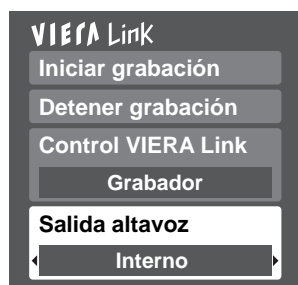 VIERA Link
Iniciar grabación
Detener grabación
Control VIERA Link
Grabador
Salida altavoz
Interno